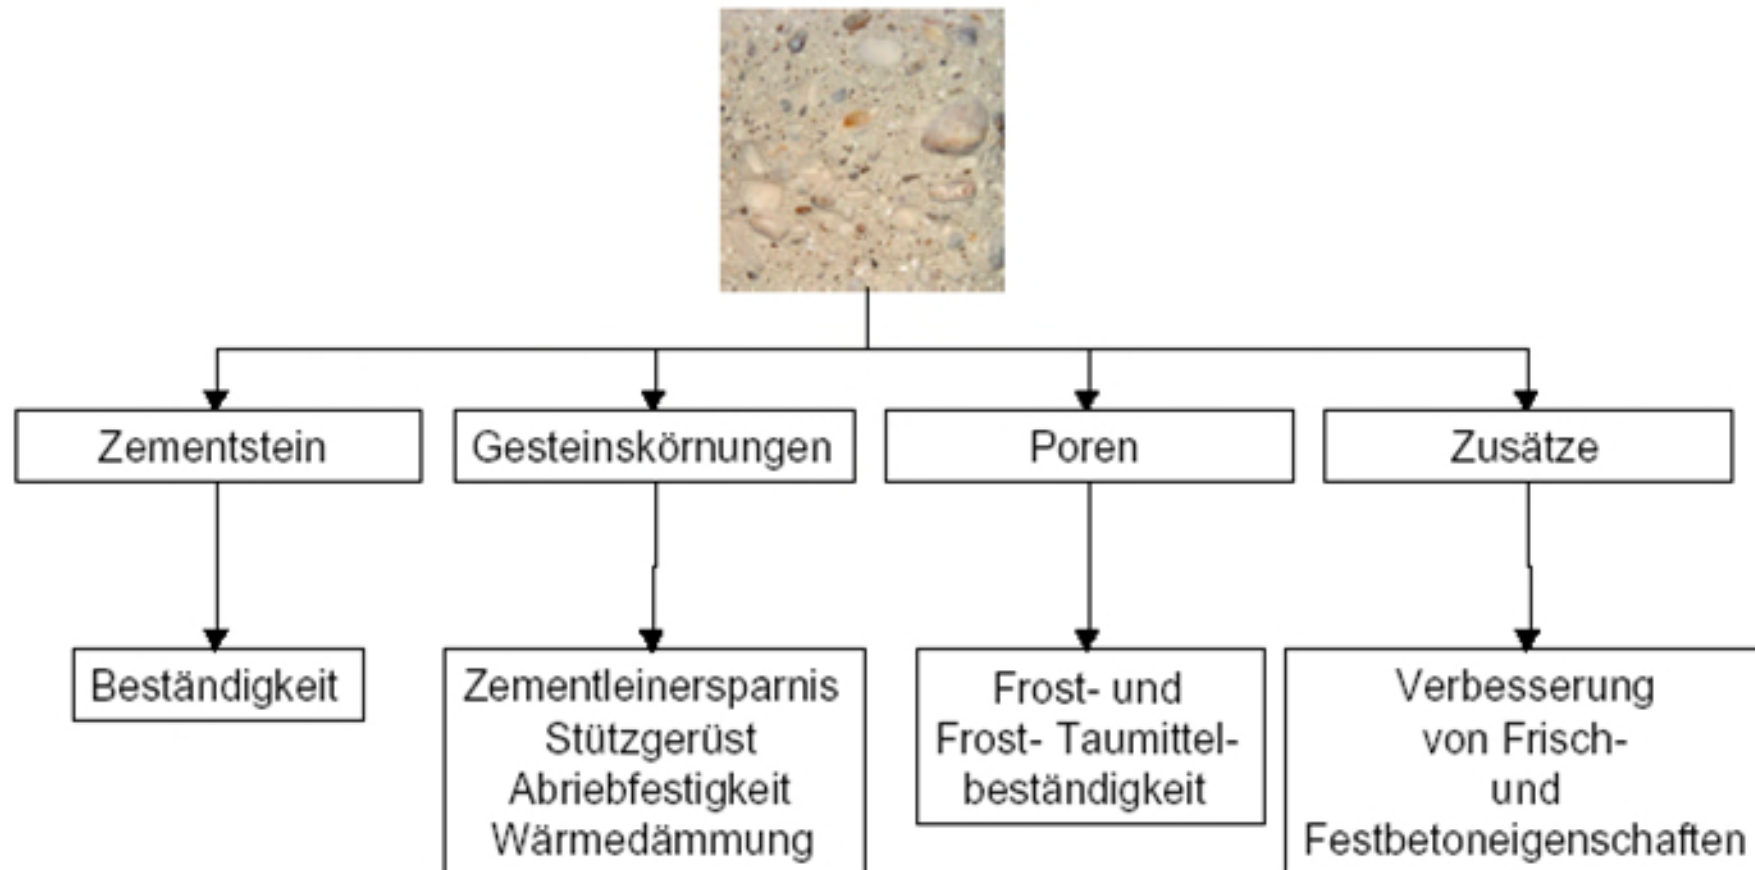 Zementstein
Gesteinskörnungen
Poren
Zusätze
Beständigkeit
Zementleinersparnis
Stützgerüst
Abriebfestigkeit
Wärmedämmung
Frost- und
Frost- Taumittel-
beständigkeit
Verbesserung
von Frisch-
und
Festbetoneigenschaften